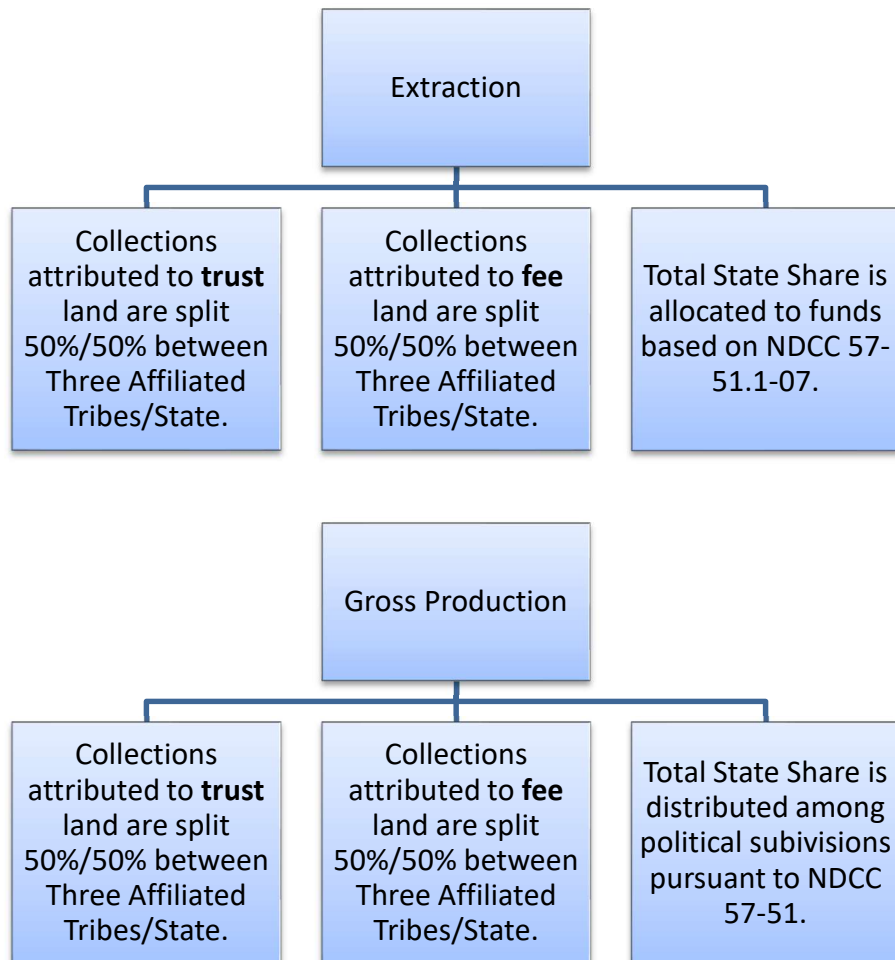 Extraction
Collections
attributed to trust
land are split
50%/50% between
Three Affiliated
Tribes/State.
Collections
attributed to fee
land are split
50%/50% between
Three Affiliated
Tribes/State.
Total State Share is
allocated to funds
based on NDCC 57-
51.1-07.
Gross Production
Collections
attributed to trust
land are split
50%/50% between
Three Affiliated
Tribes/State.
Collections
attributed to fee
land are split
50%/50% between
Three Affiliated
Tribes/State.
Total State Share is
distributed among
political subivisions
pursuant to NDCC
57-51.